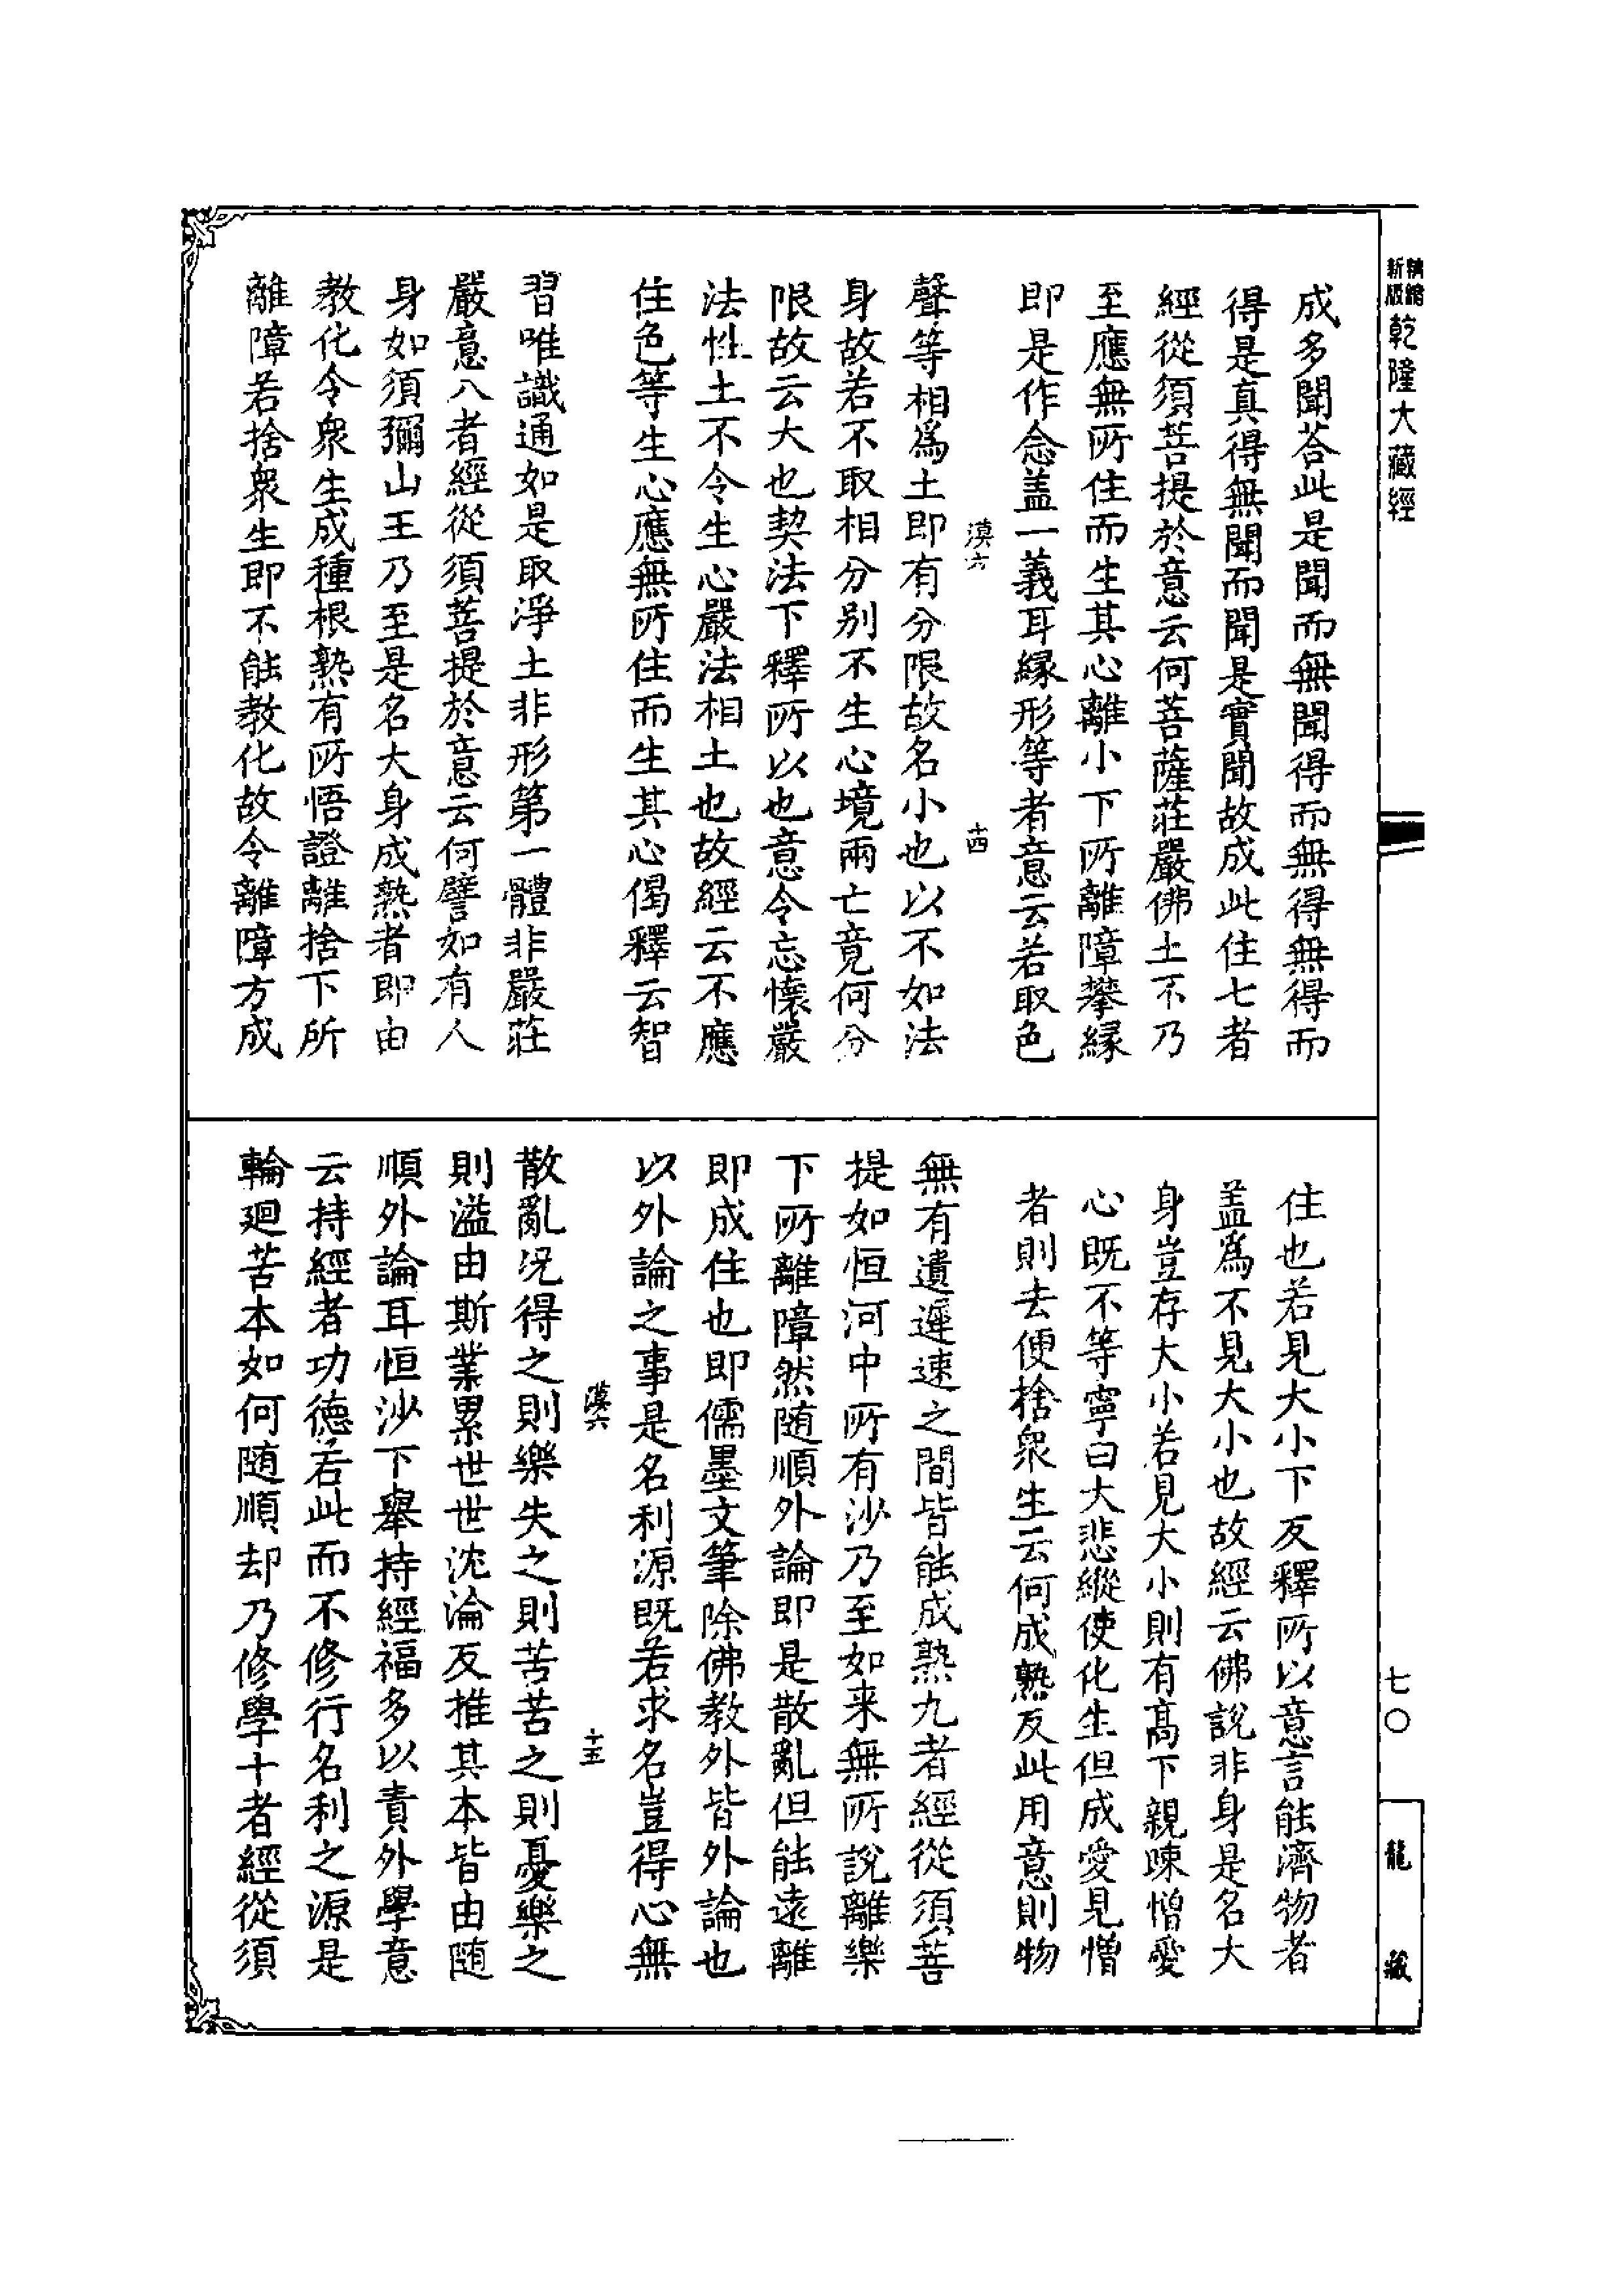 精繕
新版
乾隆大藏經
成多聞荅此是聞而無聞得而無得無得而
得是真得無聞而聞是實聞故成此住七者
經從須菩提於意云何菩薩莊嚴佛土不乃
至應無所住而生其心離小下所離障攀縁
即是作念盖一義耳縁形等者意云若取色
漠六
十四
聲等相爲土即有分限故名小也以不如法
身故若不取相分别不生心境兩亡竟何分
限故云大也契法下釋所以也意令忘懷嚴
法性土不令生心嚴法相土也故經云不應
住色等生心應無所住而生其心偈釋云智
習唯識通如是取淨土非形第一體非嚴莊
嚴意八者經從須菩提於意云何譬如有人
身如須彌山王乃至是名大身成熟者即由
教化令衆生成種根熟有所悟證離捨下所
離障若捨衆生即不能教化故令離障方成
住也若見大小下反釋所以意言能濟物者
盖爲不見大小也故經云佛說非身是名大
身豈存大小若見大小則有高下親踈憎愛
心既不等寧曰大悲縱使化生但成愛見憎
者則去便捨衆生云何成熟反此用意則物
無有遺遲速之間皆能成熟九者經從須菩
提如恒河中所有沙乃至如来無所說離樂
下所離障然随順外論即是散亂但能遠離
即成住也即儒墨文筆除佛教外皆外論也
以外論之事是名利源既若求名豈得心無
漠六
十五
散亂况得之則樂失之則苦苦之則憂樂之
則溢由斯業累世世沈淪反推其本皆由随
順外論耳恒沙下舉持經福多以責外學意
云持經者功德若此而不修行名利之源是
輪廻苦本如何随順却乃修學十者經從須
七〇
龍藏